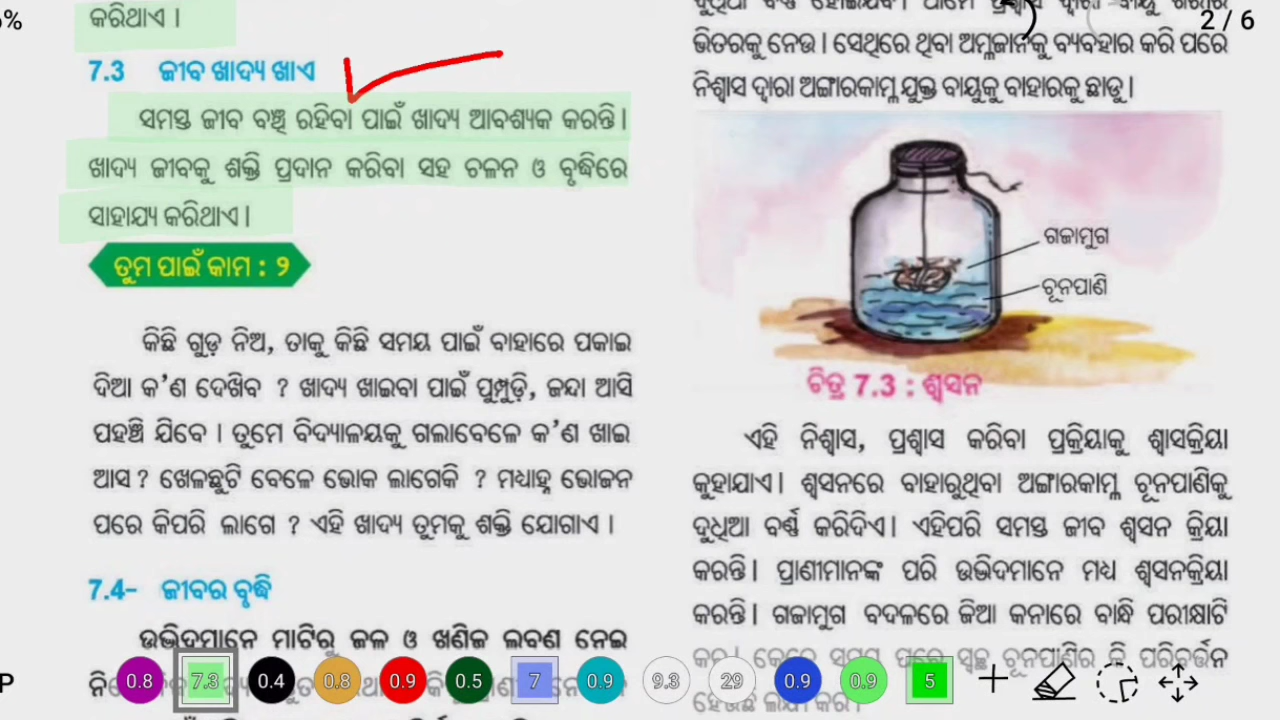 କରିଥାଏ ।
7.3 ଜୀବ ଖାଦ୍ୟ ଖାଏ
ସମସ୍ତ ଜୀବ ବଞ୍ଚି ରହିବା ପାଇଁ ଖାଦ୍ୟ ଆବଶ୍ୟକ କରନ୍ତି ।
ଖାଦ୍ୟ ଜୀବକୁ ଶକ୍ତି ପ୍ରଦାନ କରିବା ସହ ଚଳନ ଓ ବୃଦ୍ଧିରେ
ସାହାଯ୍ୟ କରିଥାଏ ।
ତୁମ ପାଇଁ କାମ : ୨
କିଛି ଗୁଡ଼ ନିଅ, ତାକୁ କିଛି ସମୟ ପାଇଁ ବାହାରେ ପକାଇ
ଦିଆ କ'ଣ ଦେଖିବ ? ଖାଦ୍ୟ ଖାଇବା ପାଇଁ ପୁମ୍ପୁଡ଼ି, ଜନ୍ଦା ଆସି
ପହଞ୍ଚି ଯିବେ । ତୁମେ ବିଦ୍ୟାଳୟକୁ ଗଲାବେଳେ କ'ଣ ଖାଇ
ଆସ ? ଖେଳଛୁଟି ବେଳେ ଭୋକ ଲାଗେକି ? ମଧ୍ୟାହ୍ନ ଭୋଜନ
ପରେ କିପରି ଲାଗେ ? ଏହି ଖାଦ୍ୟ ତୁମକୁ ଶକ୍ତି ଯୋଗାଏ ।
7.4- ଜୀବର ବୃଦ୍ଧି
ଉଦ୍ଭିଦମାନେ ମାଟିରୁ ଜଳ ଓ ଖଣିଜ ଲବଣ ନେଇ
2 / 6
ଭିତରକୁ ନେଉ । ସେଥିରେ ଥିବା ଅମ୍ଳଜାନକୁ ବ୍ୟବହାର କରି ପରେ
ନିଶ୍ୱାସ ଦ୍ୱାରା ଅଙ୍ଗାରକାମ୍ଳ ଯୁକ୍ତ ବାୟୁକୁ ବାହାରକୁ ଛାଡୁ ।
ଗଜାମୁଗ
ଚୂନପାଣି
ଚିତ୍ର 7.3 : ଶ୍ୱସନ
ଏହି ନିଶ୍ୱାସ, ପ୍ରଶ୍ୱାସ କରିବା ପ୍ରକ୍ରିୟାକୁ ଶ୍ୱାସକ୍ରିୟା
କୁହାଯାଏ । ଶ୍ୱସନରେ ବାହାରୁଥିବା ଅଙ୍ଗାରକାମ୍ଳ ଚୂନପାଣିକୁ
ଦୁଧିଆ ବର୍ଣ୍ଣ କରିଦିଏ । ଏହିପରି ସମସ୍ତ ଜୀବ ଶ୍ୱସନ କ୍ରିୟା
କରନ୍ତି । ପ୍ରାଣୀମାନଙ୍କ ପରି ଉଦ୍ଭିଦମାନେ ମଧ୍ୟ ଶ୍ୱସନକ୍ରିୟା
କରନ୍ତି । ଗଜାମୁଗ ବଦଳରେ ଜିଆ କନାରେ ବାନ୍ଧି ପରୀକ୍ଷାଟି
0.8 7.3 0.4 0.8 0.9 0.5 7 0.9 9.3 29 0.9 0.9 5